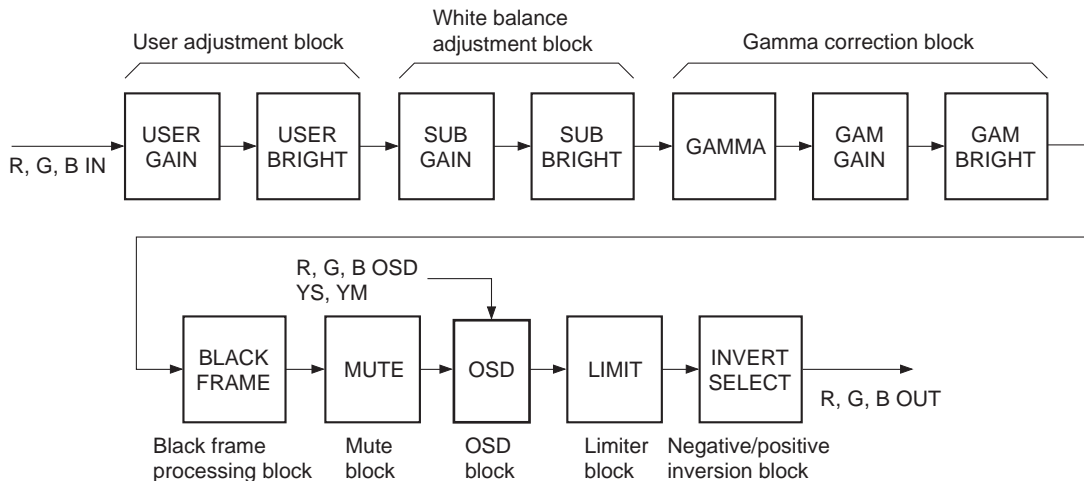 User adjustment block
White balance
adjustment block
Gamma correction block
R, G, B IN
USER
GAIN
USER
BRIGHT
SUB
GAIN
SUB
BRIGHT
GAMMA
GAM
GAIN
GAM
BRIGHT
R, G, B OSD
YS, YM
BLACK
FRAME
MUTE
OSD
LIMIT
INVERT
SELECT
R, G, B OUT
Black frame
processing block
Mute
block
OSD
block
Limiter
block
Negative/positive
inversion block